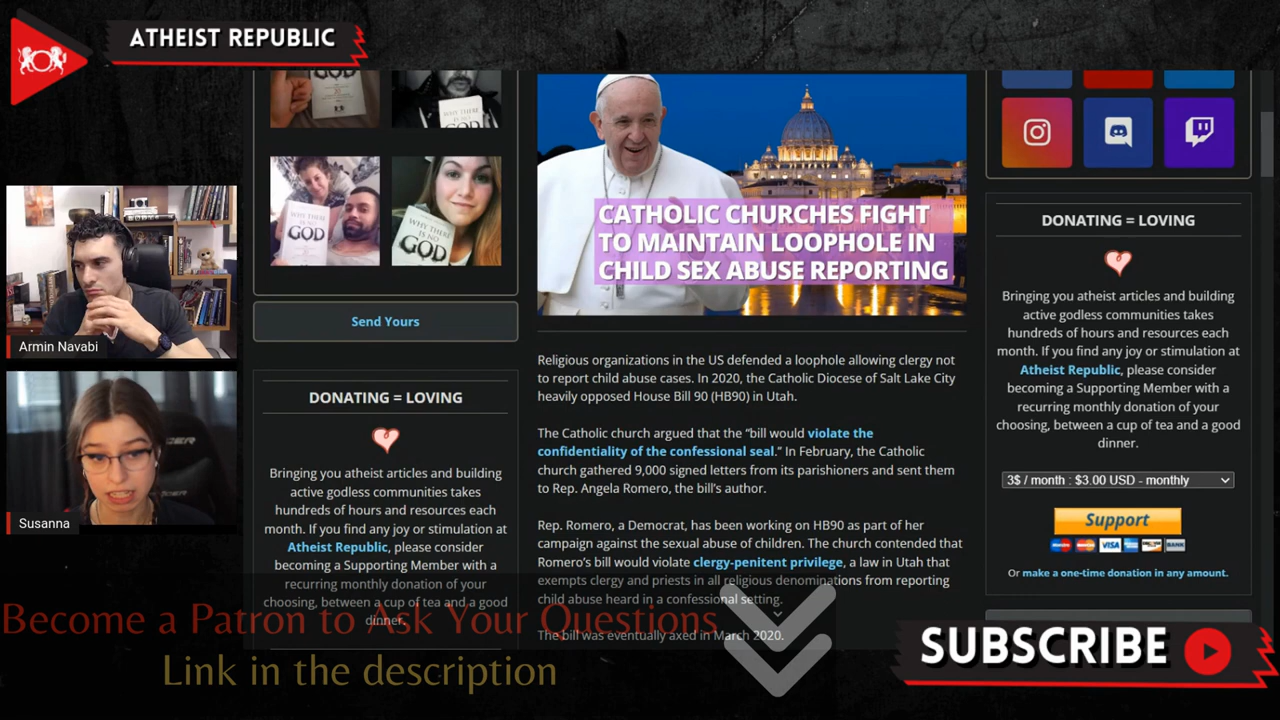 ATHEIST REPUBLIC
Armin Navabi
Susanna
GOD
GOD
WHY THERE
IS NO
GOD
WHY THERE
IS NO
GOD
Send Yours
DONATING = LOVING
Bringing you atheist articles and building
active godless communities takes
hundreds of hours and resources each
month. If you find any joy or stimulation at
Atheist Republic, please consider
becoming a Supporting Member with a
recurring monthly donation of your
choosing, between a cup of tea and a good
dinner.
CATHOLIC CHURCHES FIGHT
TO MAINTAIN LOOPHOLE IN
CHILD SEX ABUSE REPORTING
Religious organizations in the US defended a loophole allowing clergy not
to report child abuse cases. In 2020, the Catholic Diocese of Salt Lake City
heavily opposed House Bill 90 (HB90) in Utah.
The Catholic church argued that the “bill would violate the
confidentiality of the confessional seal.” In February, the Catholic
church gathered 9,000 signed letters from its parishioners and sent them
to Rep. Angela Romero, the bill’s author.
Rep. Romero, a Democrat, has been working on HB90 as part of her
campaign against the sexual abuse of children. The church contended that
Romero’s bill would violate clergy-penitent privilege, a law in Utah that
exempts clergy and priests in all religious denominations from reporting
child abuse heard in a confessional setting.
The bill was eventually axed in March 2020.
DONATING = LOVING
Bringing you atheist articles and building
active godless communities takes
hundreds of hours and resources each
month. If you find any joy or stimulation at
Atheist Republic, please consider
becoming a Supporting Member with a
recurring monthly donation of your
choosing, between a cup of tea and a good
dinner.
3$ / month : $3.00 USD - monthly
Support
VISA
BANK
Or make a one-time donation in any amount.
Become a Patron to Ask Your Questions
Link in the description
SUBSCRIBE